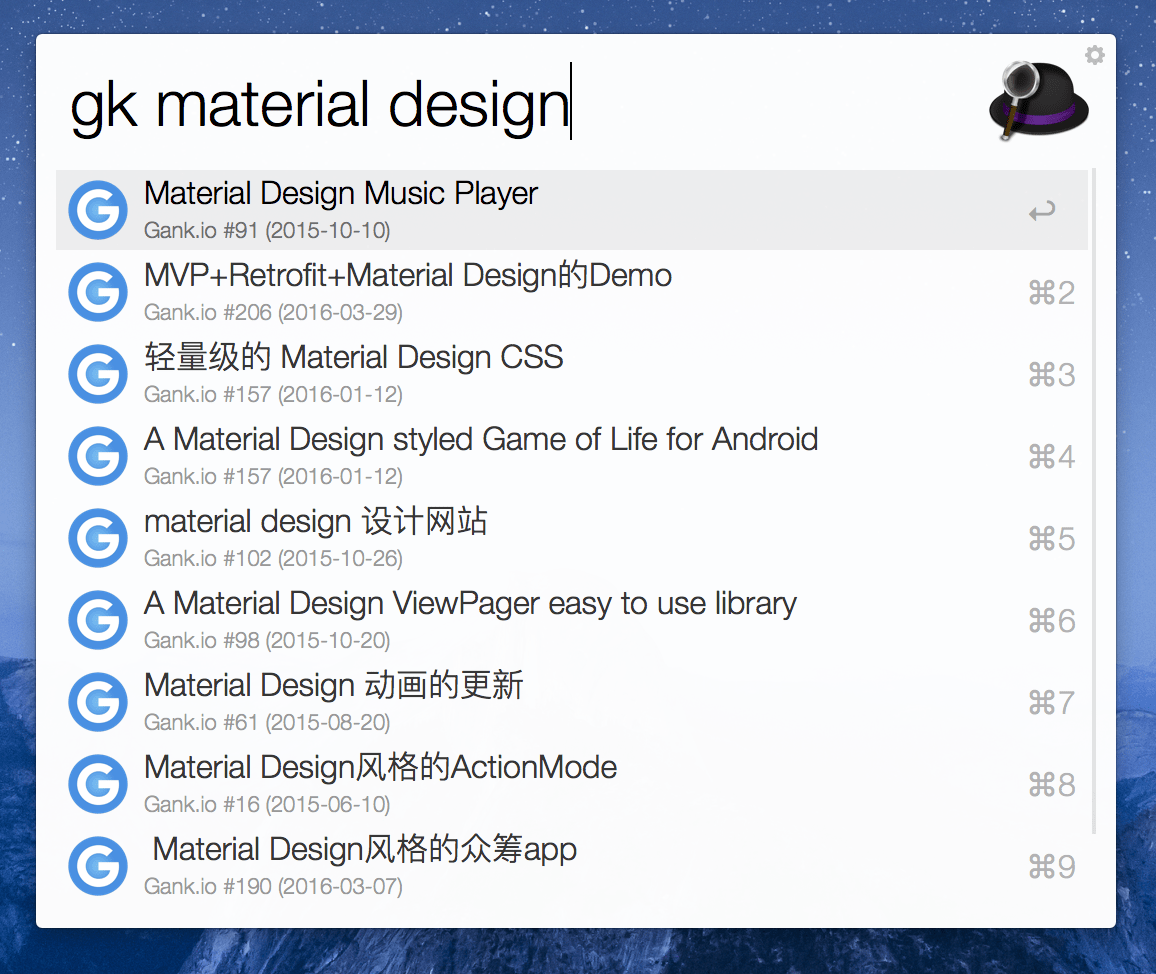 gk material design
Material Design Music Player
Gank.io #91 (2015-10-10)
MVP+Retrofit+Material Design的Demo
Gank.io #206 (2016-03-29)
⌘2
轻量级的 Material Design CSS
Gank.io #157 (2016-01-12)
⌘3
A Material Design styled Game of Life for Android
Gank.io #157 (2016-01-12)
⌘4
material design 设计网站
Gank.io #102 (2015-10-26)
⌘5
A Material Design ViewPager easy to use library
Gank.io #98 (2015-10-20)
⌘6
Material Design 动画的更新
Gank.io #61 (2015-08-20)
⌘7
Material Design风格的ActionMode
Gank.io #16 (2015-06-10)
⌘8
Material Design风格的众筹app
Gank.io #190 (2016-03-07)
⌘9